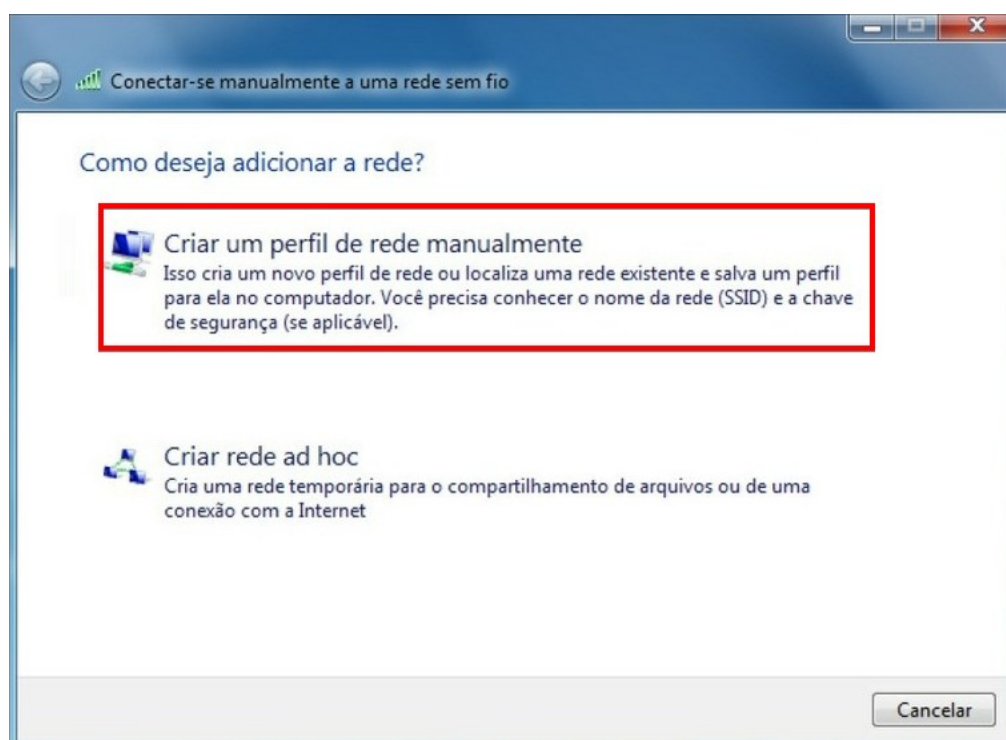 Conectar-se manualmente a uma rede sem fio
Como deseja adicionar a rede?
Criar um perfil de rede manualmente
Isso cria um novo perfil de rede ou localiza uma rede existente e salva um perfil
para ela no computador. Você precisa conhecer o nome da rede (SSID) e a chave
de segurança (se aplicável).
Criar rede ad hoc
Cria uma rede temporária para o compartilhamento de arquivos ou de uma
conexão com a Internet
Cancelar